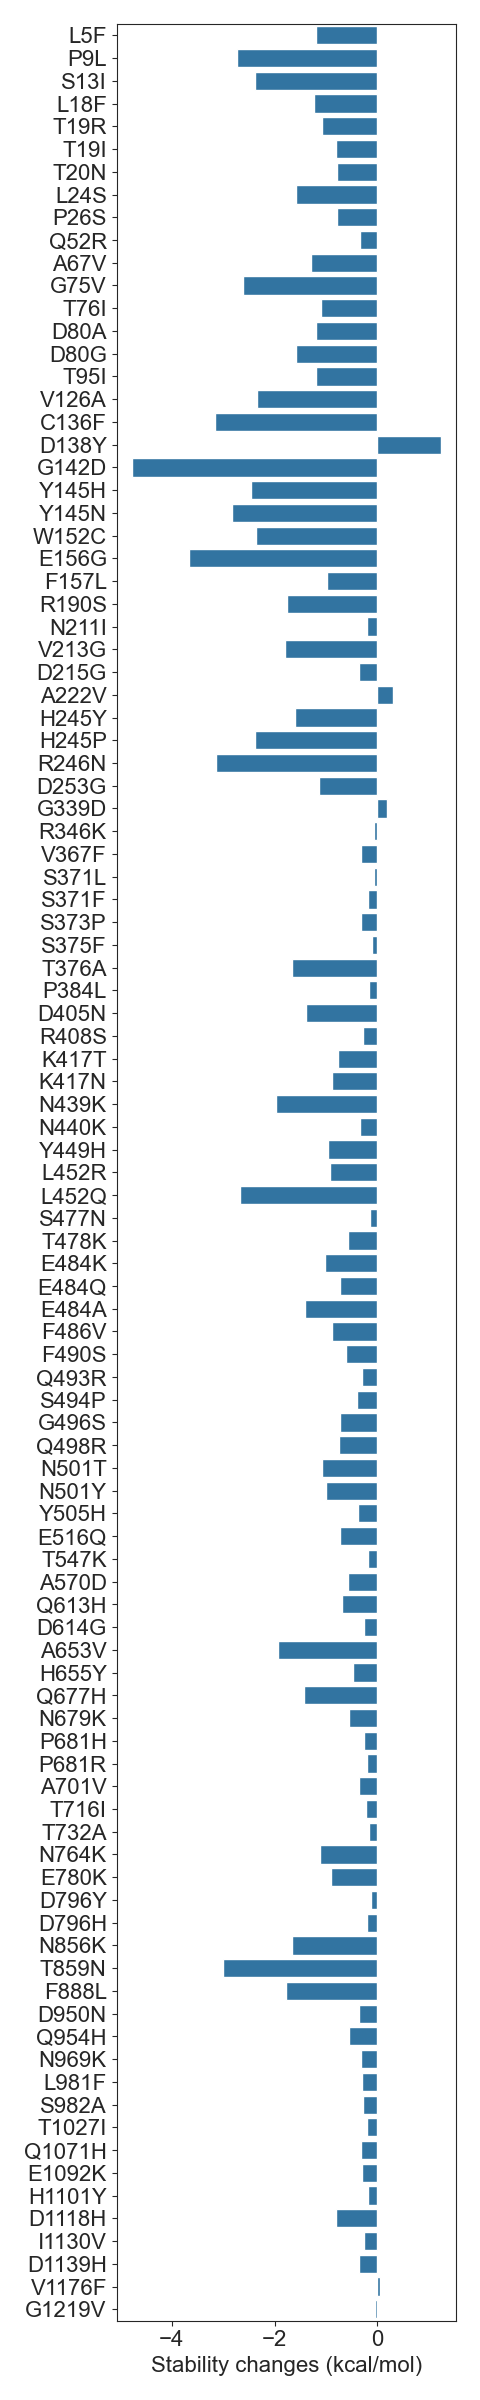 L5F
P9L
S13I
L18F
T19R
T19I
T20N
L24S
P26S
Q52R
A67V
G75V
T76I
D80A
D80G
T95I
V126A
C136F
D138Y
G142D
Y145H
Y145N
W152C
E156G
F157L
R190S
N211I
V213G
D215G
A222V
H245Y
H245P
R246N
D253G
G339D
R346K
V367F
S371L
S371F
S373P
S375F
T376A
P384L
D405N
R408S
K417T
K417N
N439K
N440K
Y449H
L452R
L452Q
S477N
T478K
E484K
E484Q
E484A
F486V
F490S
Q493R
S494P
G496S
Q498R
N501T
N501Y
Y505H
E516Q
T547K
A570D
Q613H
D614G
A653V
H655Y
Q677H
N679K
P681H
P681R
A701V
T716I
T732A
N764K
E780K
D796Y
D796H
N856K
T859N
F888L
D950N
Q954H
N969K
L981F
S982A
T1027I
Q1071H
E1092K
H1101Y
D1118H
I1130V
D1139H
V1176F
G1219V
−4 −2 0
Stability changes (kcal/mol)